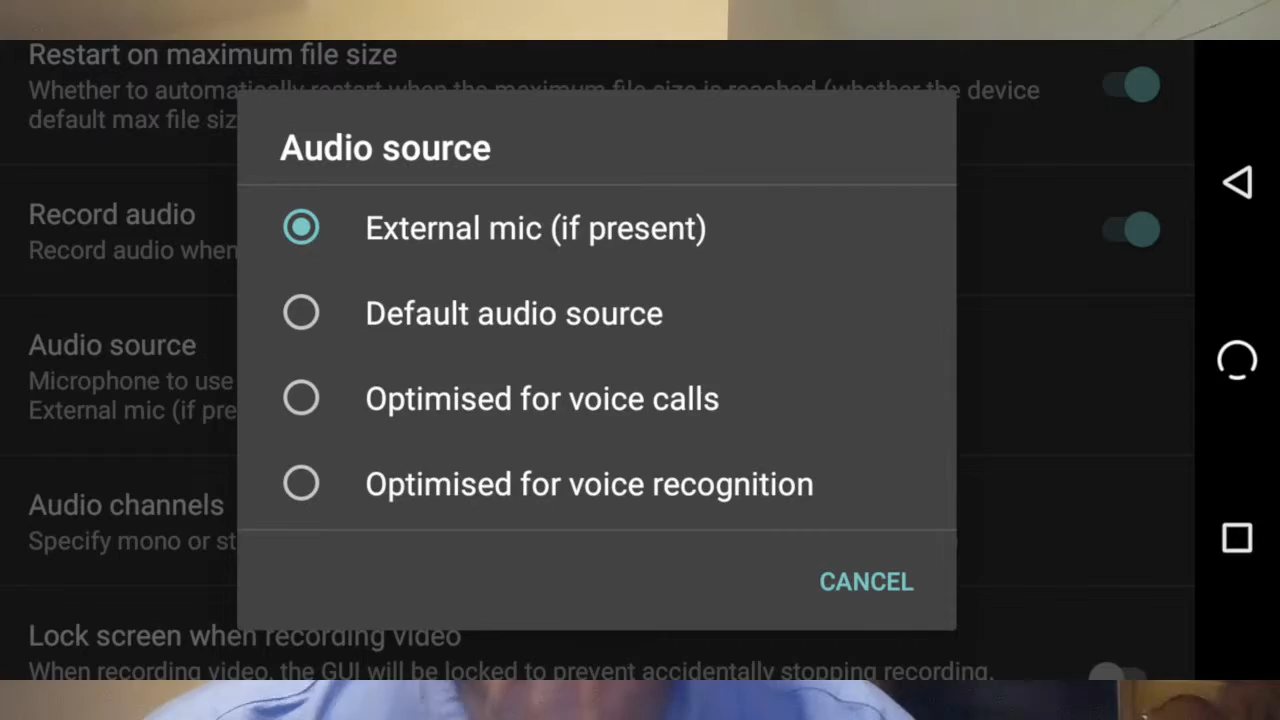 Restart on maximum file size
Whether to automatically restart when the maximum file size is reached (whether the device
default max file siz
Audio source
External mic (if present)
Record audio
Record audio when
Default audio source
Audio source
Microphone to use
External mic (if pre
Optimised for voice calls
Optimised for voice recognition
Audio channels
Specify mono or st
CANCEL
Lock screen when recording video
When recording video, the GUI will be locked to prevent accidentally stopping recording.